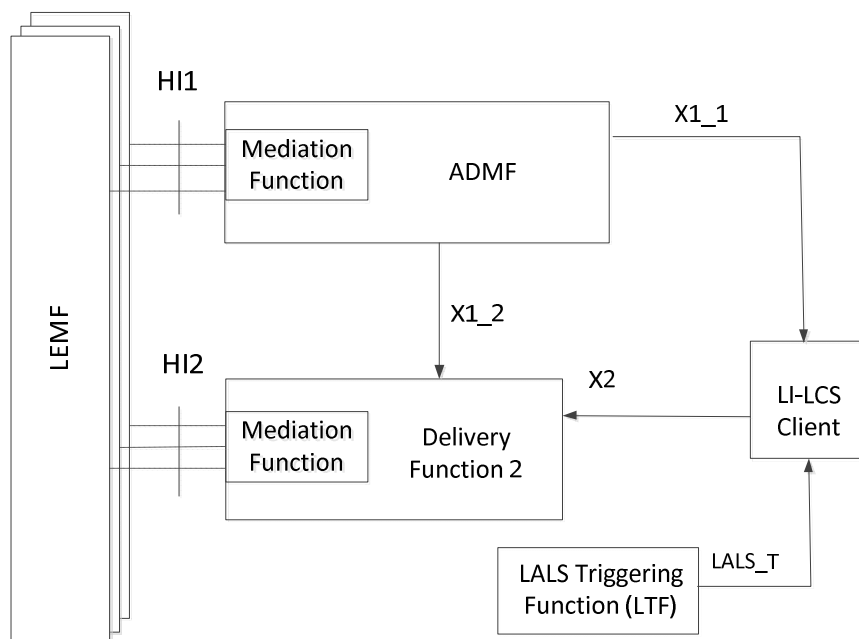 HI1
X1_1
Mediation
Function
ADMF
LEMF
X1_2
HI2
X2
LI-LCS
Client
Mediation
Function
Delivery
Function 2
LALS Triggering
Function (LTF)
LALS_T